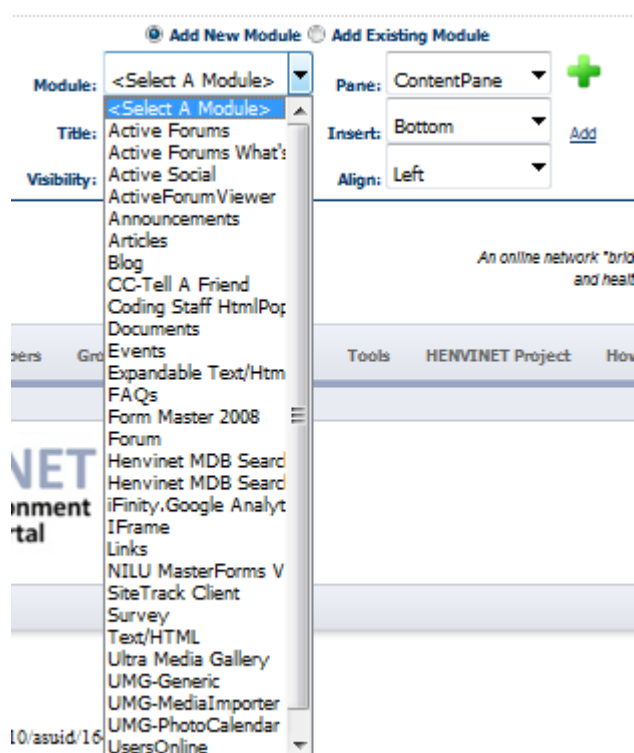 Add New Module Add Existing Module
Module: <Select A Module> Pane: ContentPane
<Select A Module>
Title: Active Forums Insert: Bottom Add
Active Forums What's
Visibility: Active Social Align: Left
ActiveForumViewer
Announcements
Articles
Blog An online network "brid
CC-Tell A Friend and healt
Coding Staff HtmlPop
Documents
pers Gro Events Tools HENVINET Project How
Expandable Text/Htm
FAQs
Form Master 2008
Forum
NET Henvinet MDB Searc
Henvinet MDB Searc
onment iFinity.Google Analyt
rtal IFrame
Links
NILU MasterForms V
SiteTrack Client
Survey
Text/HTML
Ultra Media Gallery
UMG-Generic
UMG-MediaImporter
10/asuid/16 UMG-PhotoCalendar
UsersOnline